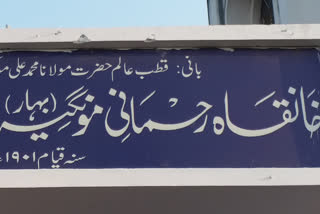 بانی: قطب عالم حضرت مولانا محمد علی
خانقاہ رحمانی مونگیر (بہار)
سنہ قیام ۱۹۰۱ء